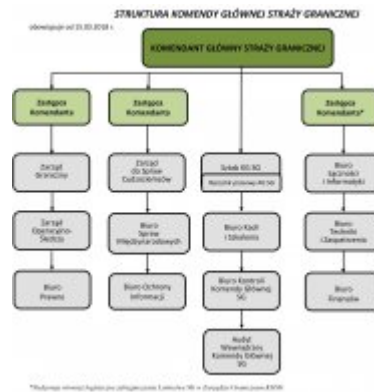 STRUKTURA KOMENDY GŁÓWNEJ STRAŻY GRANICZNEJ
obowiązuje od
KOMENDANT GŁÓWNY STRAŻY GRANICZNEJ
Zastępca
Komendanta
Zastępca
Komendanta
Zastępca
Komendanta*
Zarząd
Graniczny
Zarząd
do Spraw
Cudzoziemców
Sztab KG SG
Biuro
Łączności
i Informatyki
Zarząd
Operacyjno-
Śledczy
Biuro
Spraw
Międzynarodowych
Biuro Kadr
i Szkolenia
Biuro
Techniki
i Zaopatrzenia
Biuro
Prawne
Biuro Ochrony
Informacji
Biuro Kontroli
Komendy Głównej
SG
Biuro
Finansów
Audyt
Wewnętrzny
Komendy Głównej
SG